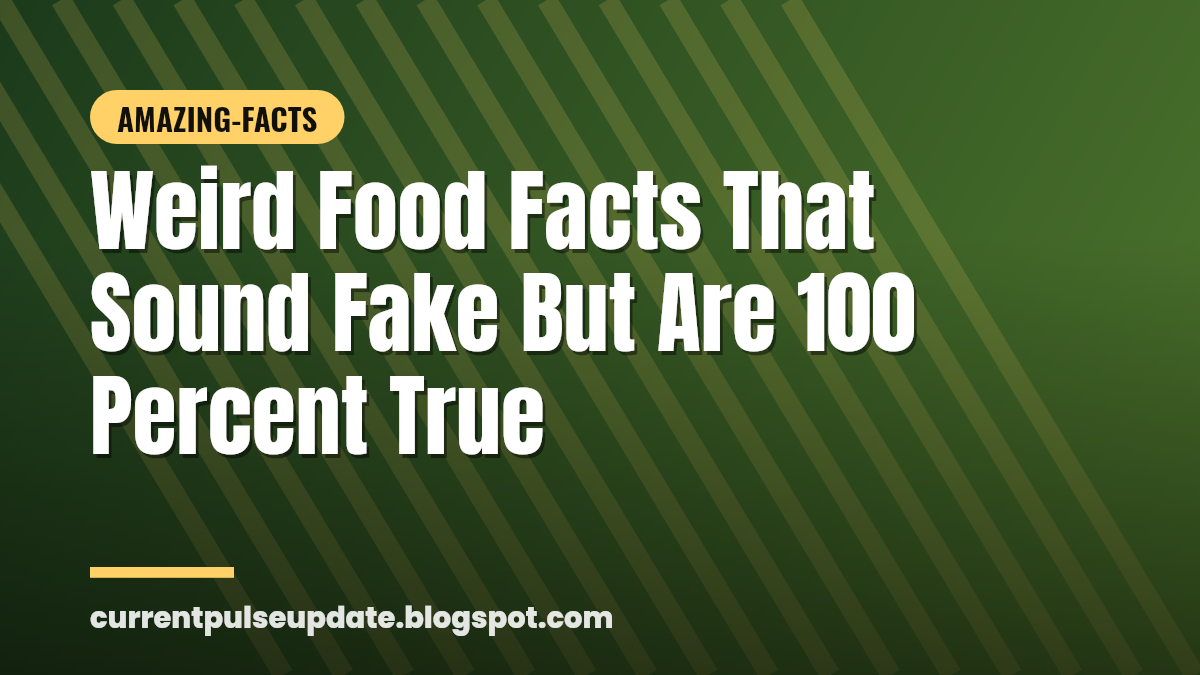 AMAZING-FACTS
Weird Food Facts That
Sound Fake But Are 100
Percent True
currentpulseupdate.blogspot.com